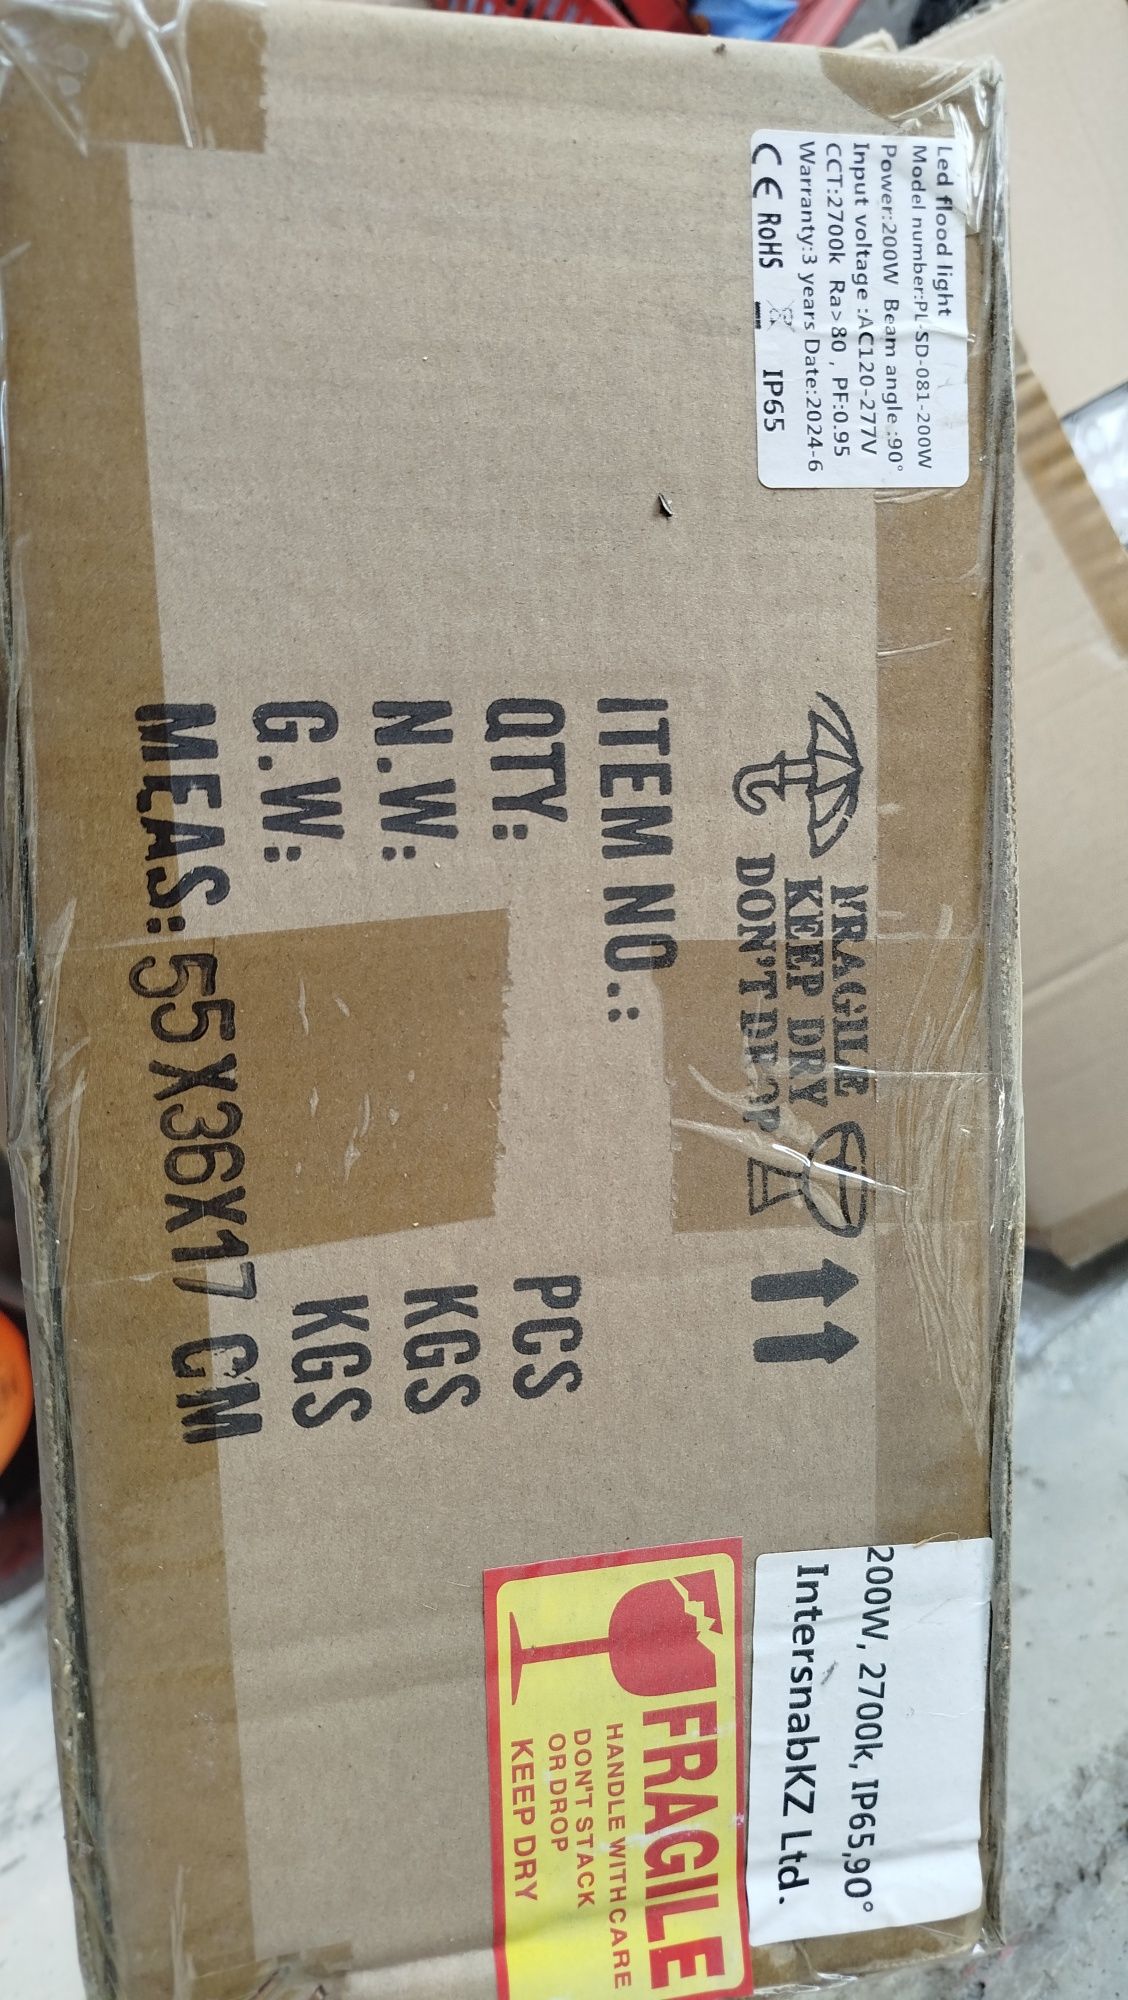 Led flood light
Model number:PL-SD-081-200W
Power:200W Beam angle :90°
Input voltage :AC120-277V
CCT:2700k Ra>80 , PF:0.95
Warranty:3 years Date:2024-6
CE RoHS IP65
FRAGILE
KEEP DRY
DON'T DROP
ITEM NO.:
QTY: PCS
N.W: KGS
G.W: KGS
MEAS: 55X36X17 CM
200W, 2700k, IP65,90°
IntersnabKZ Ltd.
FRAGILE
HANDLE WITH CARE
DON'T STACK
OR DROP
KEEP DRY